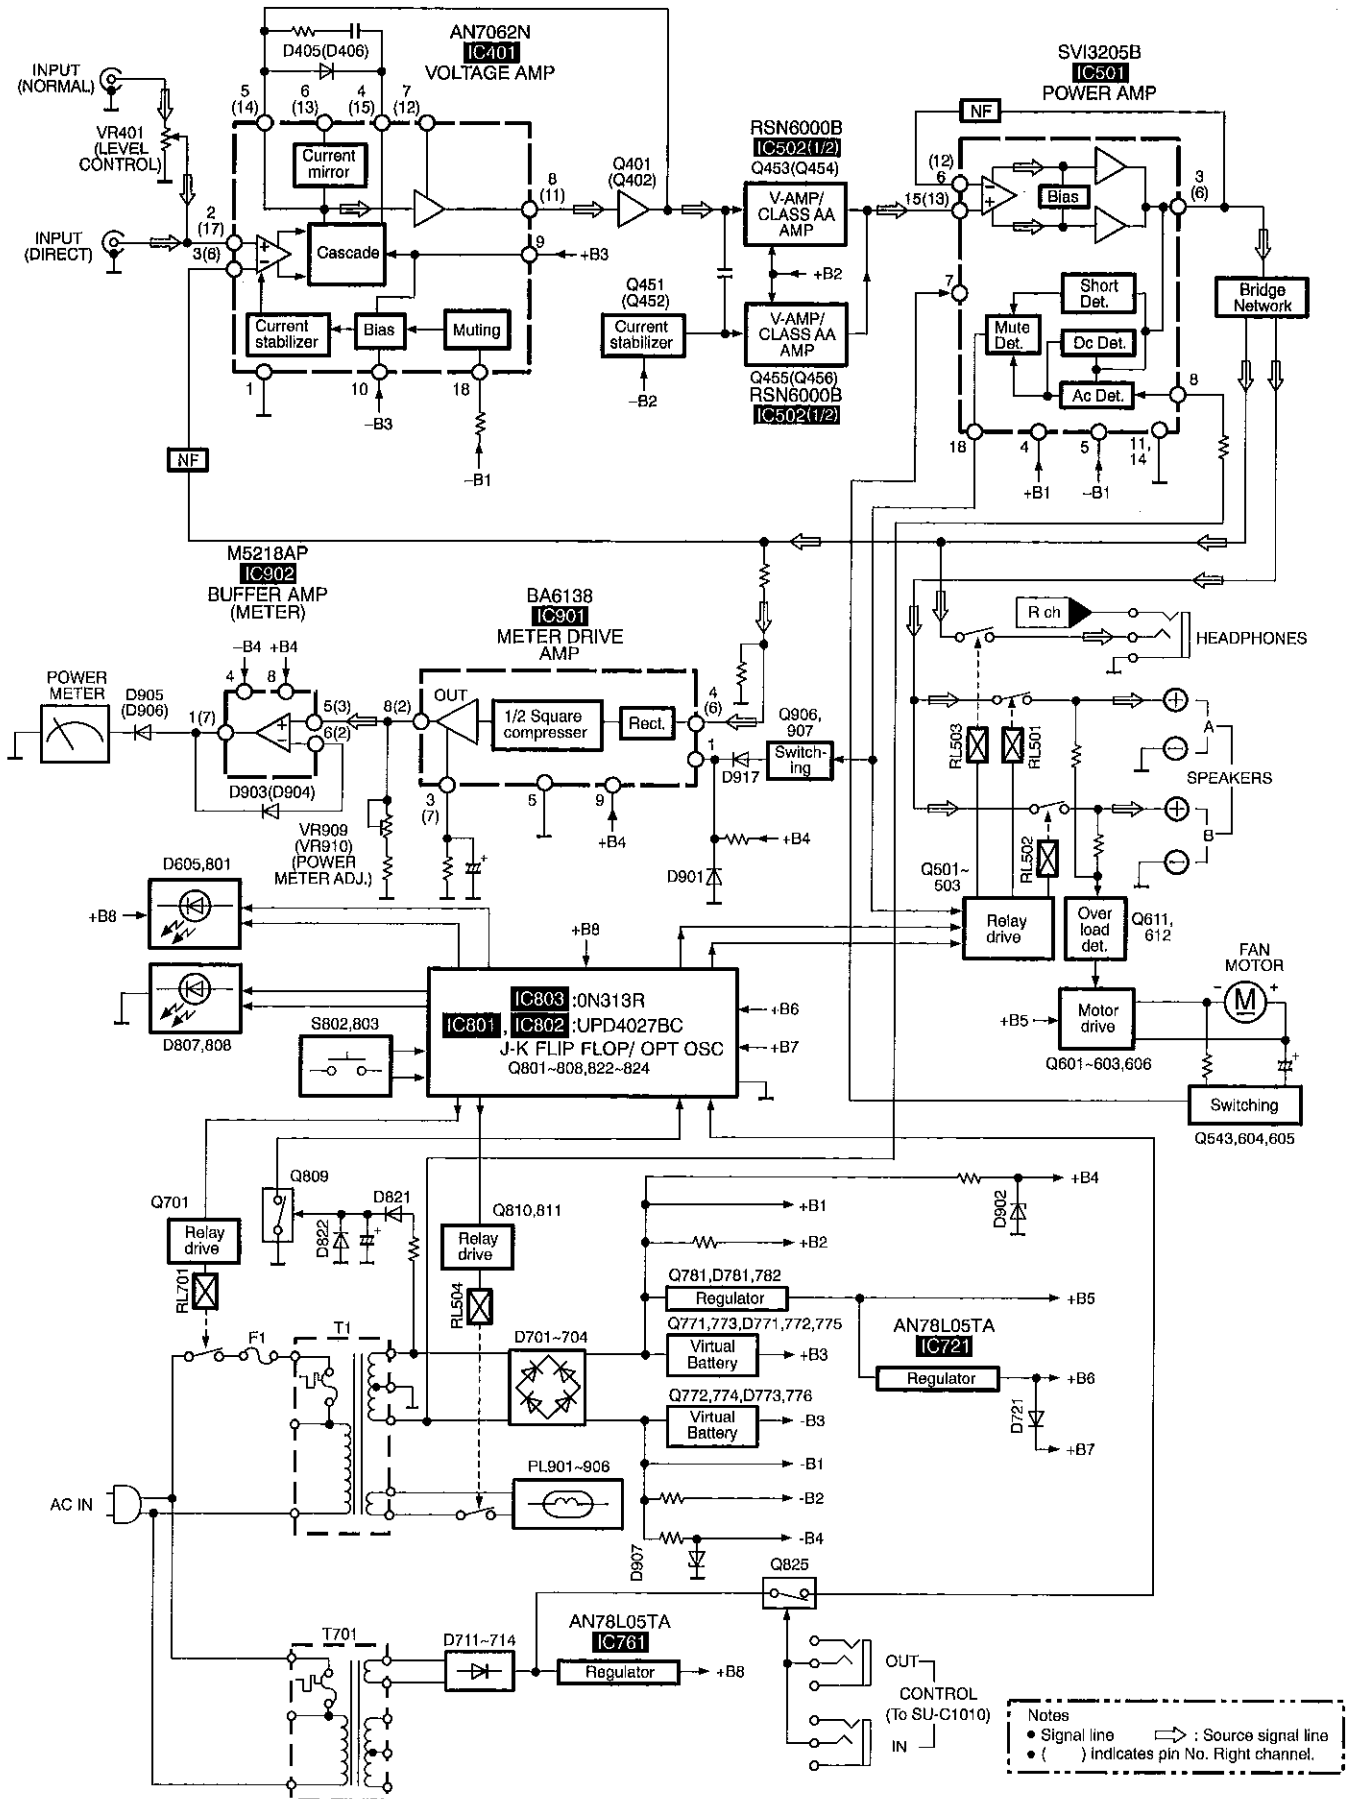 AN7062N
IC401
VOLTAGE AMP
D405(D406)
INPUT
(NORMAL)
VR401
(LEVEL
CONTROL)
INPUT
(DIRECT)
5
(14)
6
(13)
4
(15)
7
(12)
Current
mirror
2
(17)
3(6)
+
−
Cascade
8
(11)
9
+B3
Current
stabilizer
Bias
Muting
1
10
18
−B3
−B1
NF
Q401
(Q402)
Q451
(Q452)
Current
stabilizer
−B2
RSN6000B
IC502(1/2)
Q453(Q454)
V-AMP/
CLASS AA
AMP
+B2
V-AMP/
CLASS AA
AMP
Q455(Q456)
RSN6000B
IC502(1/2)
SVI3205B
IC501
POWER AMP
NF
(12)
6
15(13)
−
+
Bias
3
(6)
7
Short
Det.
Mute
Det.
Dc Det.
Ac Det.
8
18
4
5
11,
14
+B1
−B1
Bridge
Network
M5218AP
IC902
BUFFER AMP
(METER)
−B4
+B4
4
8
POWER
METER
D905
(D906)
1(7)
+
−
5(3)
6(2)
D903(D904)
BA6138
IC901
METER DRIVE
AMP
8(2)
OUT
1/2 Square
compresser
Rect.
4
(6)
1
3
(7)
5
9
+B4
+
VR909
(VR910)
(POWER
METER ADJ.)
Q906,
907
Switch-
ing
D917
+B4
D901
R ch
HEADPHONES
RL503
RL501
RL502
+
A
−
SPEAKERS
+
B
−
Q501~
503
Relay
drive
Over
load
det.
Q611,
612
FAN
MOTOR
−
M
+
+B5
Motor
drive
Q601~603,606
+
Switching
Q543,604,605
D605,801
+B8
D807,808
S802,803
+B8
IC803 :0N313R
IC801 , IC802 :UPD4027BC
J-K FLIP FLOP/ OPT OSC
Q801~808,822~824
+B6
+B7
Q701
Relay
drive
RL701
Q809
D822
+
D821
Q810,811
Relay
drive
RL504
F1
T1
D701~704
PL901~906
AC IN
D902
+B4
+B1
+B2
Q781,D781,782
Regulator
+B5
Q771,773,D771,772,775
Virtual
Battery
+B3
AN78L05TA
IC721
Regulator
+B6
D721
+B7
Q772,774,D773,776
Virtual
Battery
-B3
-B1
-B2
-B4
D907
Q825
T701
D711~714
AN78L05TA
IC761
Regulator
+B8
OUT
CONTROL
(To SU-C1010)
IN
Notes
● Signal line
: Source signal line
● ( ) indicates pin No. Right channel.